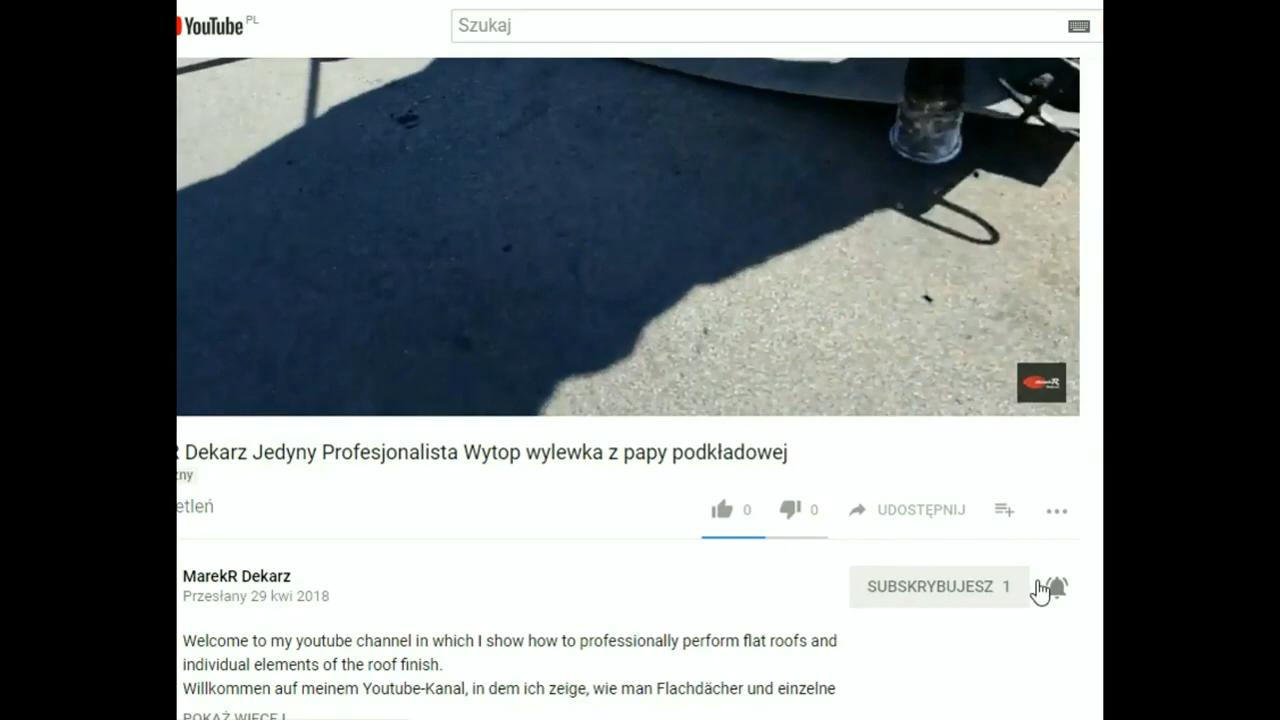 YouTube PL
Szukaj
R Dekarz Jedyny Profesjonalista Wytop wylewka z papy podkładowej
zny
etleń
0
0
UDOSTĘPNIJ
MarekR Dekarz
SUBSKRYBUJESZ 1
Przesłany 29 kwi 2018
Welcome to my youtube channel in which I show how to professionally perform flat roofs and
individual elements of the roof finish.
Willkommen auf meinem Youtube-Kanal, in dem ich zeige, wie man Flachdächer und einzelne
POKAŻ WIĘCEJ